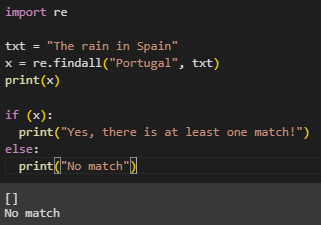 import re
txt = "The rain in Spain"
x = re.findall("Portugal", txt)
print(x)
if (x):
  print("Yes, there is at least one match!")
else:
  print("No match")
[]
No match